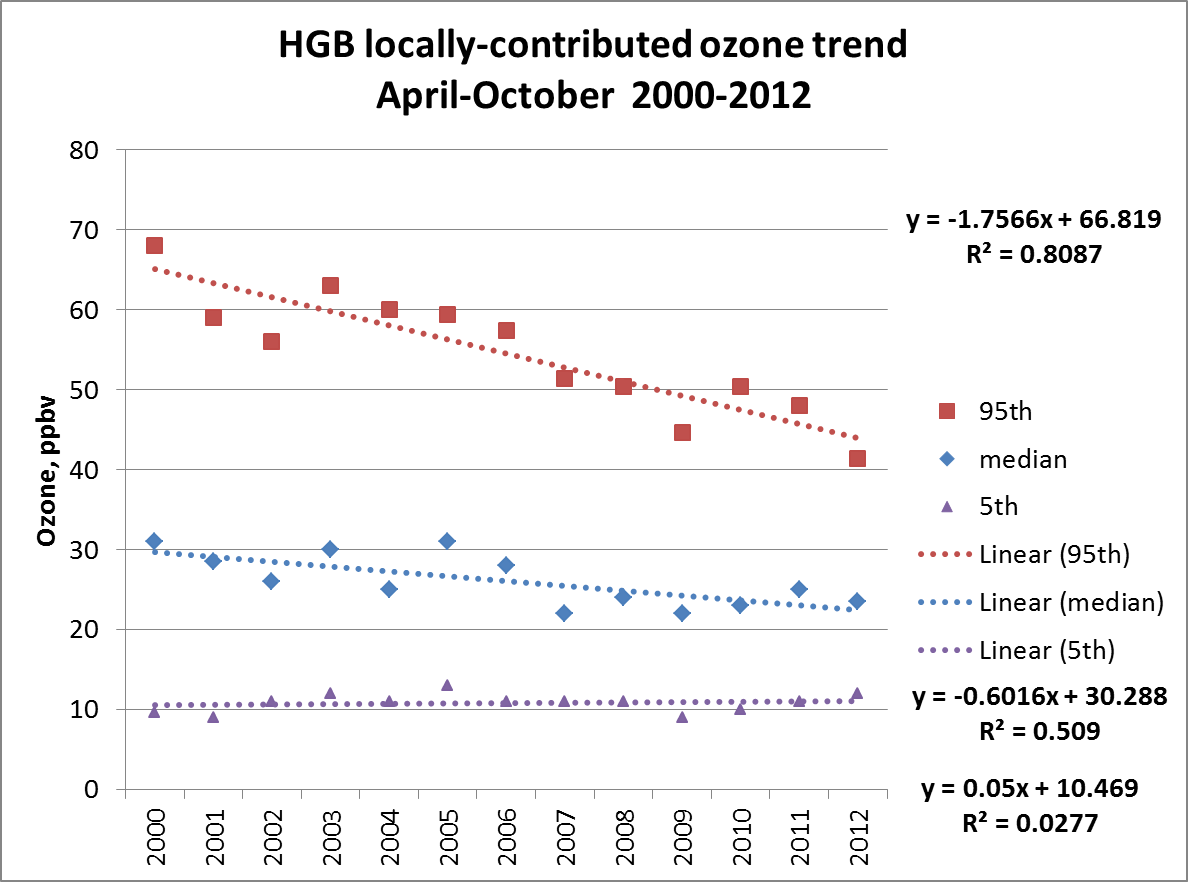 HGB locally-contributed ozone trend
April-October  2000-2012
80
70
60
50
40
30
20
10
0
Ozone, ppbv
2000
2001
2002
2003
2004
2005
2006
2007
2008
2009
2010
2011
2012
y = -1.7566x + 66.819
R² = 0.8087
95th
median
5th
Linear (95th)
Linear (median)
Linear (5th)
y = -0.6016x + 30.288
R² = 0.509
y = 0.05x + 10.469
R² = 0.0277